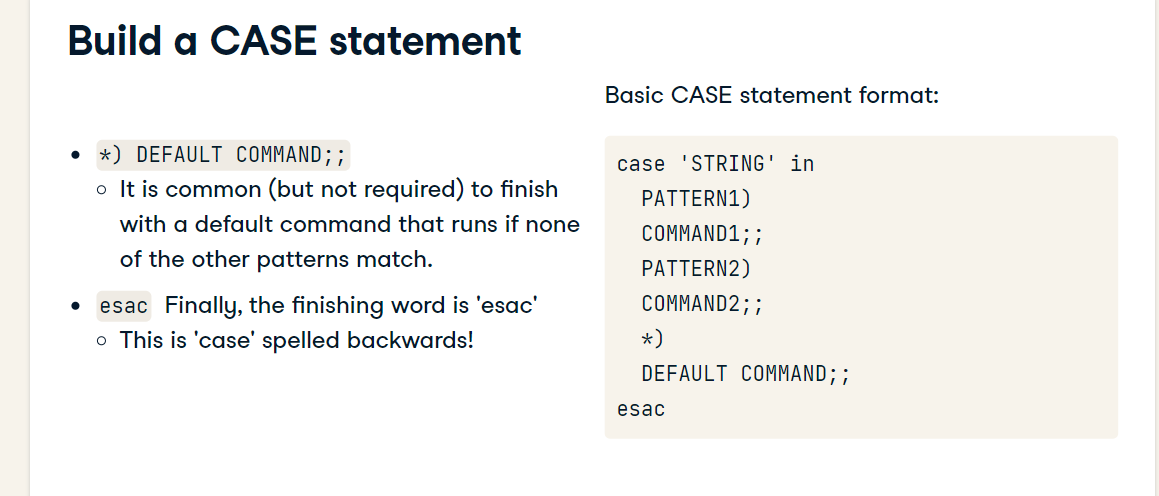 Build a CASE statement
*) DEFAULT COMMAND;;
It is common (but not required) to finish
with a default command that runs if none
of the other patterns match.
esac Finally, the finishing word is 'esac'
This is 'case' spelled backwards!
Basic CASE statement format:
case 'STRING' in
  PATTERN1)
  COMMAND1;;
  PATTERN2)
  COMMAND2;;
  *)
  DEFAULT COMMAND;;
esac